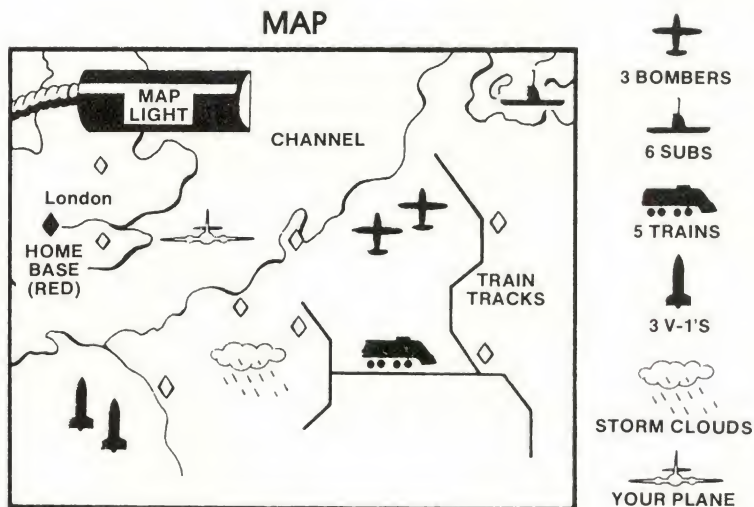 MAP
MAP
LIGHT
CHANNEL
London
HOME
BASE
(RED)
TRAIN
TRACKS
3 BOMBERS
6 SUBS
5 TRAINS
3 V-1'S
STORM CLOUDS
YOUR PLANE